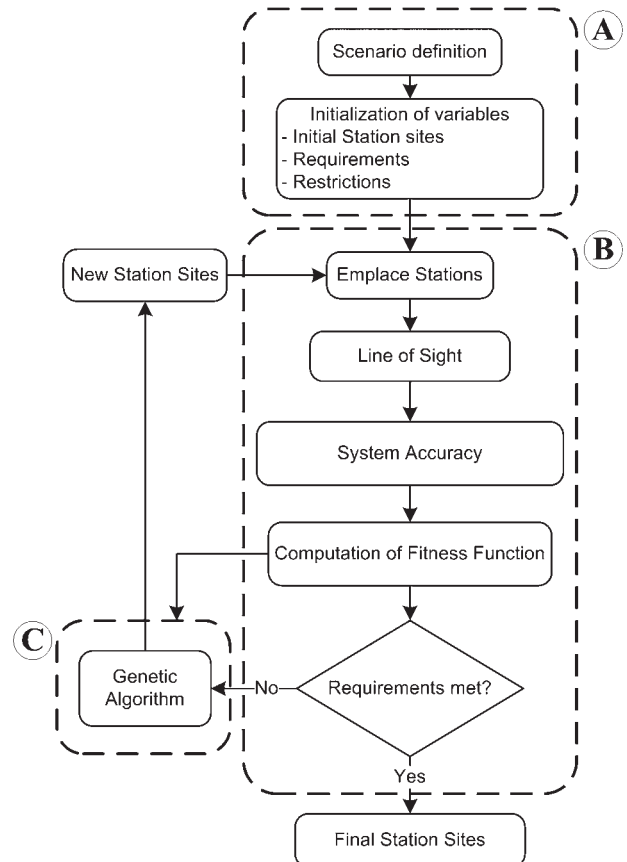 A
Scenario definition
Initialization of variables
- Initial Station sites
- Requirements
- Restrictions
B
New Station Sites
Emplace Stations
Line of Sight
System Accuracy
Computation of Fitness Function
C
Genetic
Algorithm
No
Requirements met?
Yes
Final Station Sites